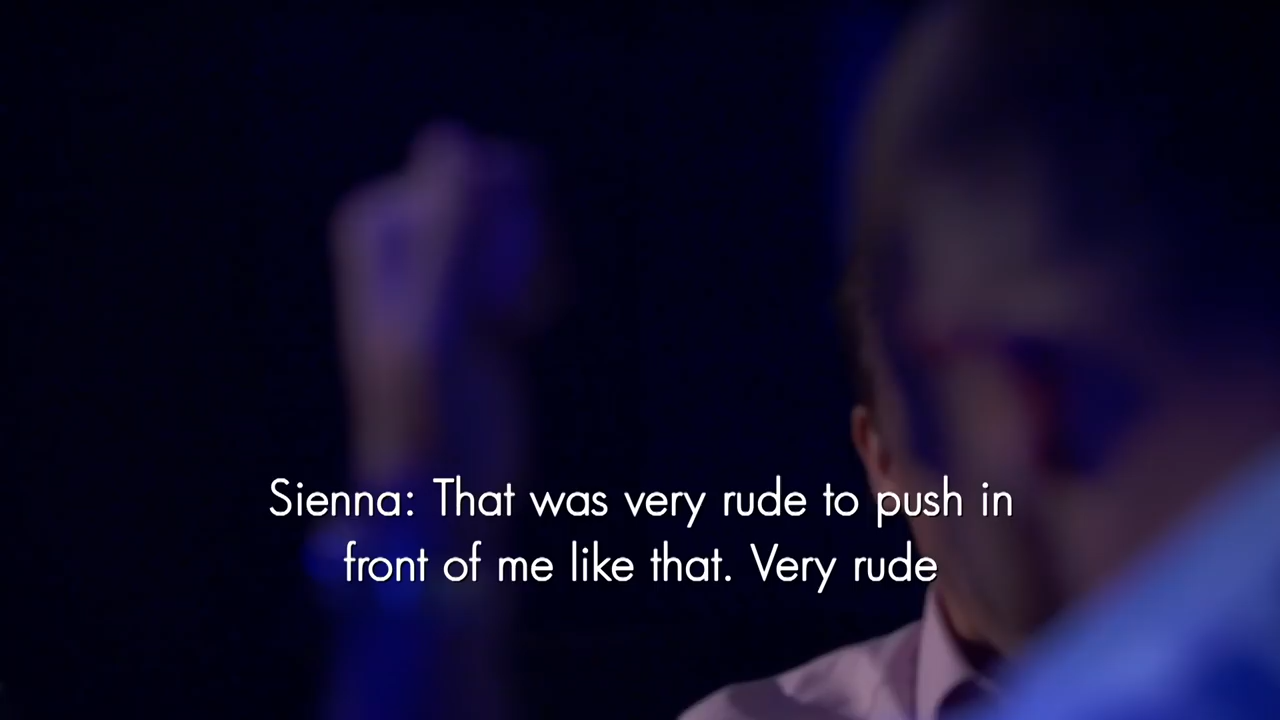 Sienna: That was very rude to push in
front of me like that. Very rude